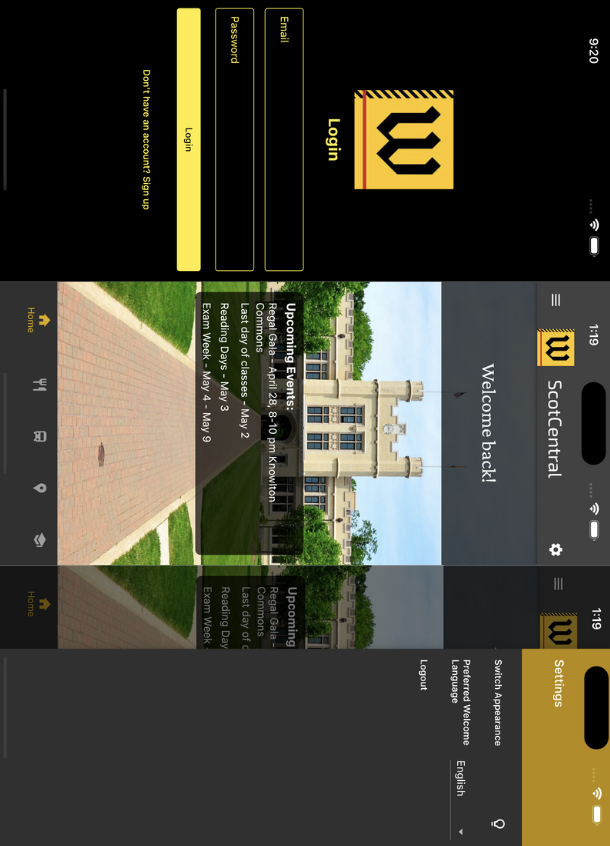 9:20
W
Login
Email
Password
Login
Don't have an account? Sign up
1:19
W
ScotCentral
Welcome back!
Upcoming Events:
Regal Gala - April 28, 8-10 pm Knowlton
Commons
Last day of classes - May 2
Reading Days - May 3
Exam Week - May 4 - May 9
Home
1:19
W
Upcoming
Regal Gala
Commons
Last day of c
Reading Day
Exam Week
Home
Settings
Switch Appearance
Preferred Welcome
Language
English
Logout